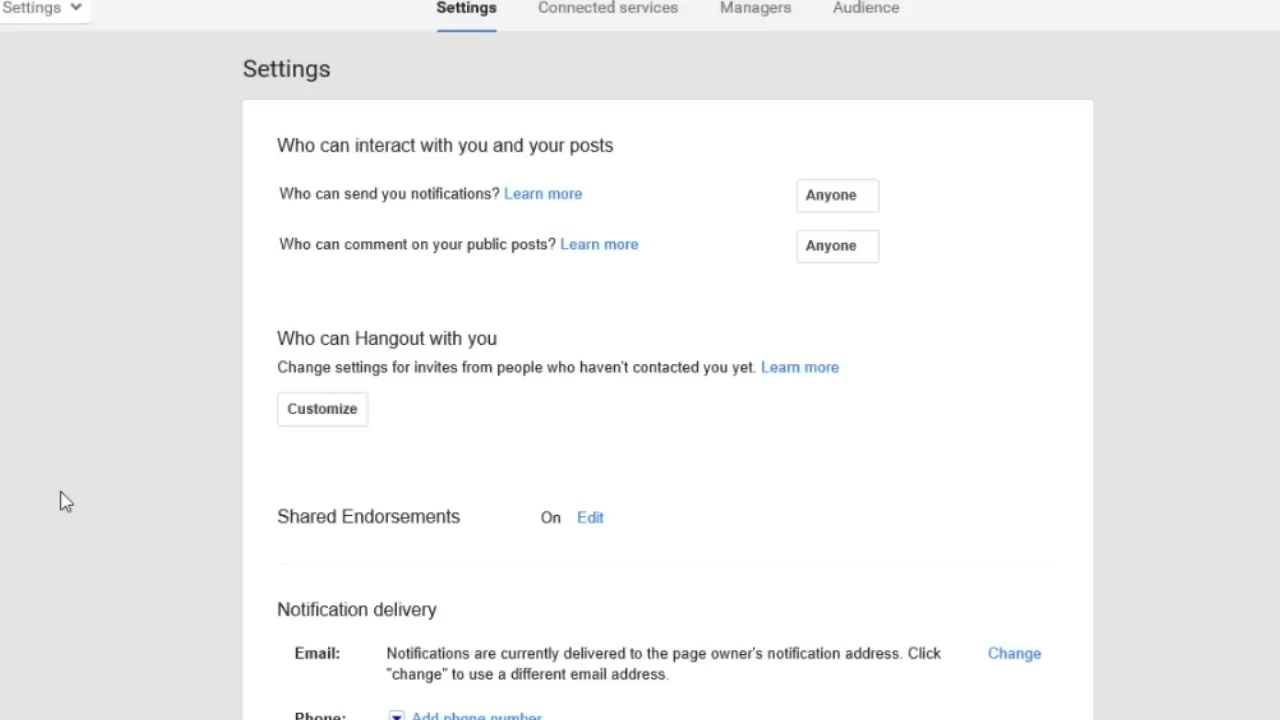 Settings
Settings Connected services Managers Audience
Settings
Who can interact with you and your posts
Who can send you notifications? Learn more Anyone
Who can comment on your public posts? Learn more Anyone
Who can Hangout with you
Change settings for invites from people who haven't contacted you yet. Learn more
Customize
Shared Endorsements On Edit
Notification delivery
Email: Notifications are currently delivered to the page owner's notification address. Click Change
"change" to use a different email address.
Phone: Add phone number